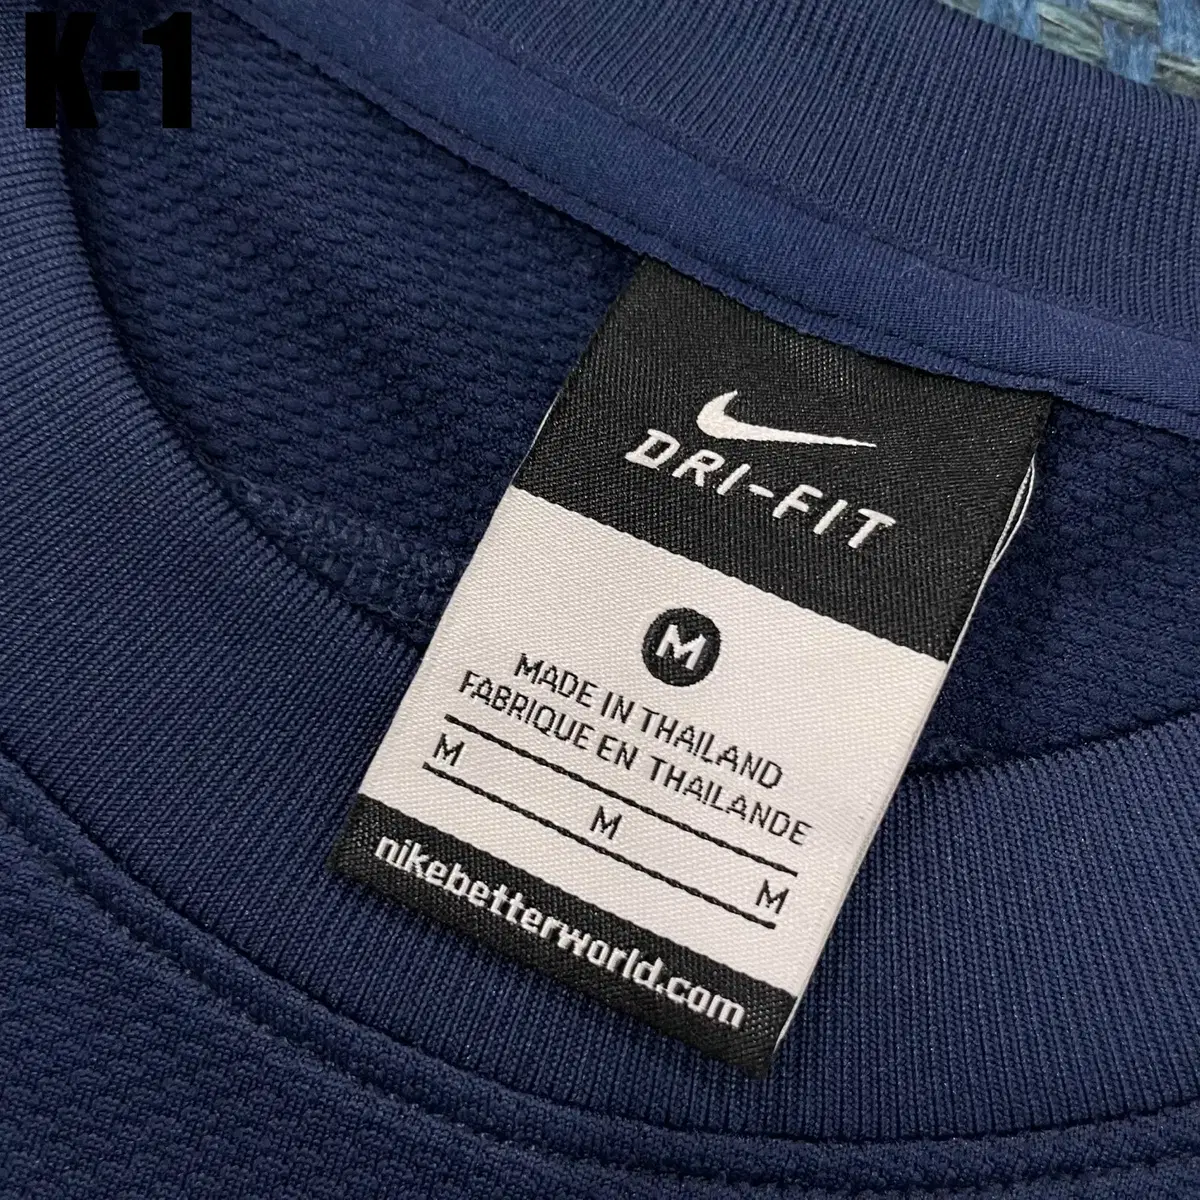 K-1
DRI-FIT
M
MADE IN THAILAND
FABRIQUE EN THAILANDE
M
M
M
nikebetterworld.com